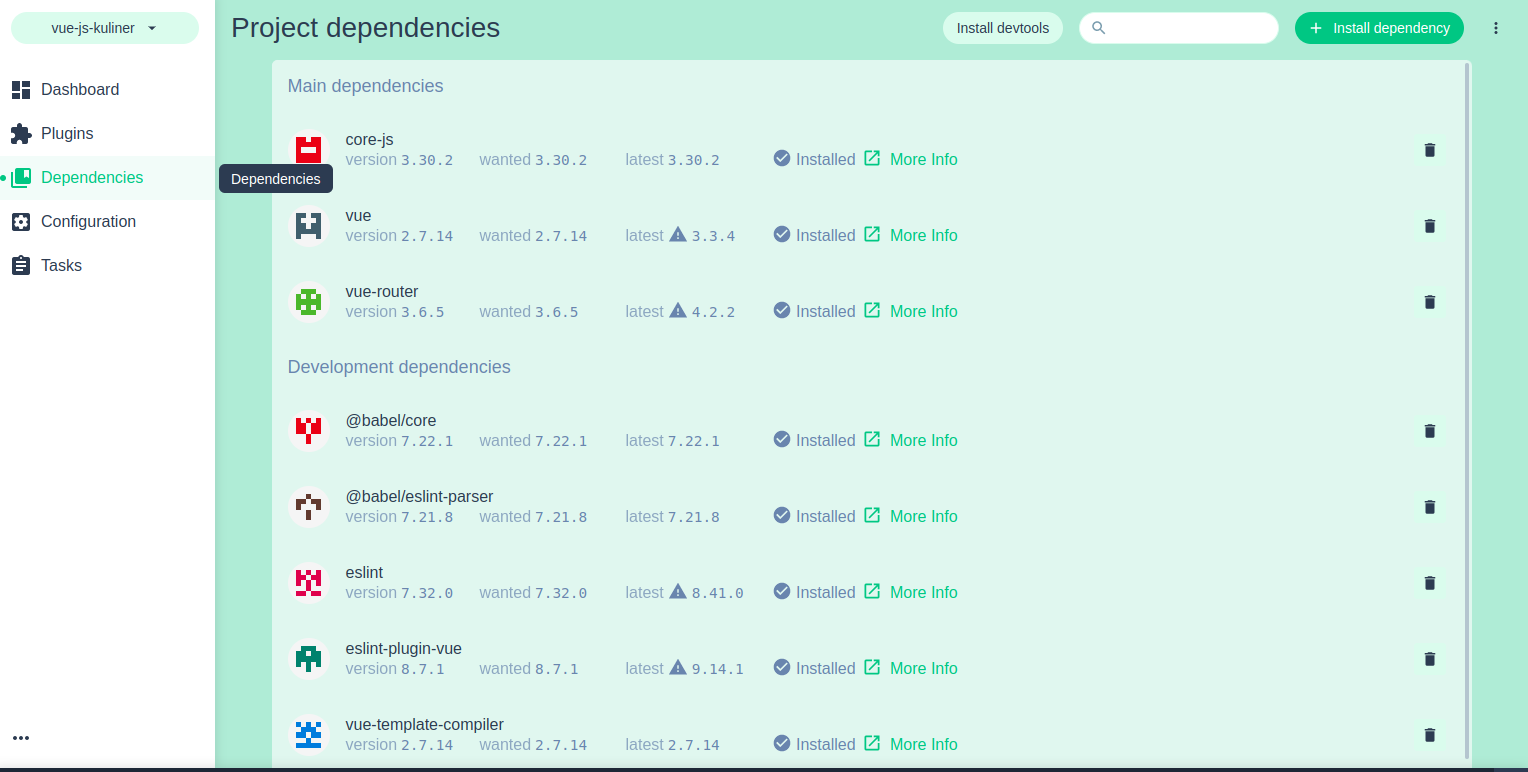 vue-js-kuliner
Project dependencies
Install devtools
Install dependency
Dashboard
Plugins
Dependencies
Configuration
Tasks
Dependencies
Main dependencies
core-js
version 3.30.2 wanted 3.30.2 latest 3.30.2 Installed More Info
vue
version 2.7.14 wanted 2.7.14 latest 3.3.4 Installed More Info
vue-router
version 3.6.5 wanted 3.6.5 latest 4.2.2 Installed More Info
Development dependencies
@babel/core
version 7.22.1 wanted 7.22.1 latest 7.22.1 Installed More Info
@babel/eslint-parser
version 7.21.8 wanted 7.21.8 latest 7.21.8 Installed More Info
eslint
version 7.32.0 wanted 7.32.0 latest 8.41.0 Installed More Info
eslint-plugin-vue
version 8.7.1 wanted 8.7.1 latest 9.14.1 Installed More Info
vue-template-compiler
version 2.7.14 wanted 2.7.14 latest 2.7.14 Installed More Info